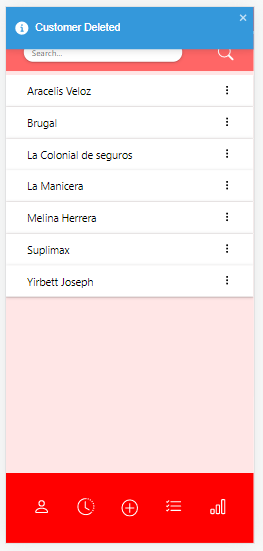 Customer Deleted
Search...
Aracelis Veloz
Brugal
La Colonial de seguros
La Manicera
Melina Herrera
Suplimax
Yirbett Joseph